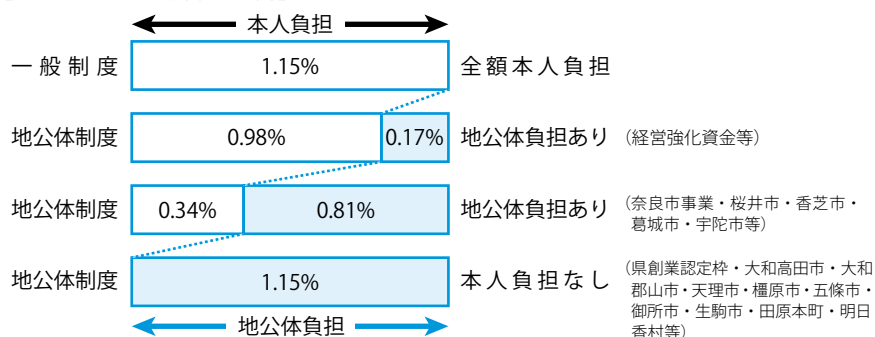 本人負担
一般制度 1.15% 全額本人負担
地公体制度 0.98% 0.17% 地公体負担あり（経営強化資金等）
地公体制度 0.34% 0.81% 地公体負担あり（奈良市事業・桜井市・香芝市・
葛城市・宇陀市等）
地公体制度 1.15% 本人負担なし（県創業認定枠・大和高田市・大和
郡山市・天理市・橿原市・五條市・
御所市・生駒市・田原本町・明日
香村等）
地公体負担